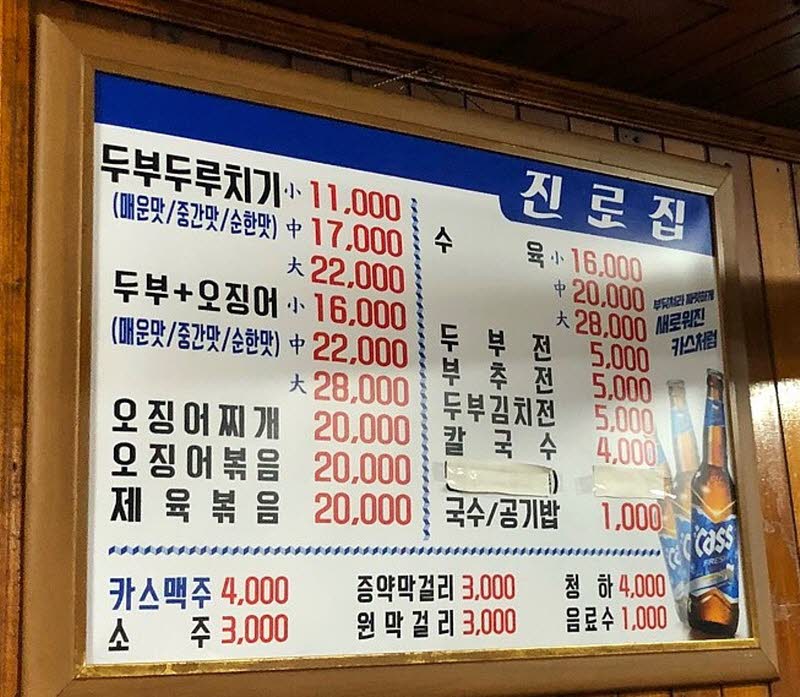 진로집
두부두루치기 小 11,000
(매운맛/중간맛/순한맛) 中 17,000
大 22,000
두부+오징어 小 16,000
(매운맛/중간맛/순한맛) 中 22,000
大 28,000
오징어찌개 20,000
오징어볶음 20,000
제육볶음 20,000
수육 小 16,000
中 20,000
大 28,000
두부전 5,000
부추전 5,000
두부김치전 5,000
칼국수 4,000
국수/공기밥 1,000
새로워진
카스처럼
cass
FRESH
카스맥주 4,000 증약막걸리 3,000 청하 4,000
소주 3,000 원막걸리 3,000 음료수 1,000